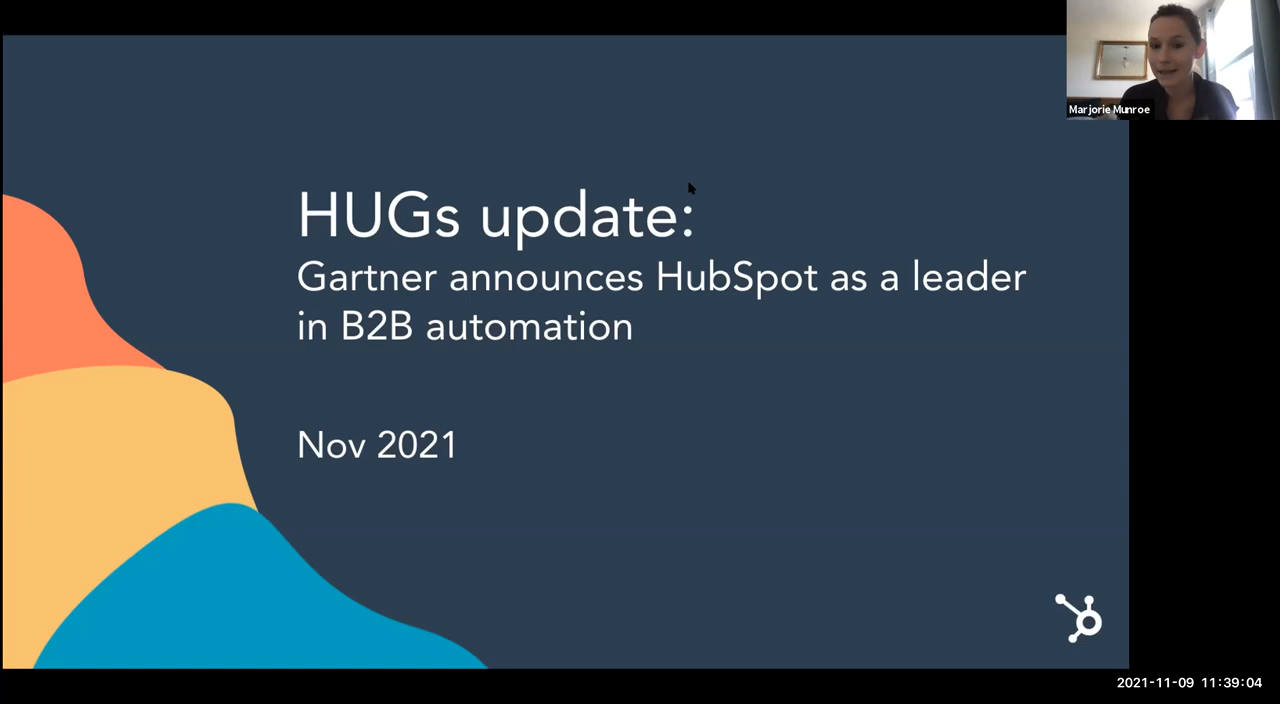 Marjorie Munroe
HUGs update:
Gartner announces HubSpot as a leader
in B2B automation
Nov 2021
2021-11-09 11:39:04